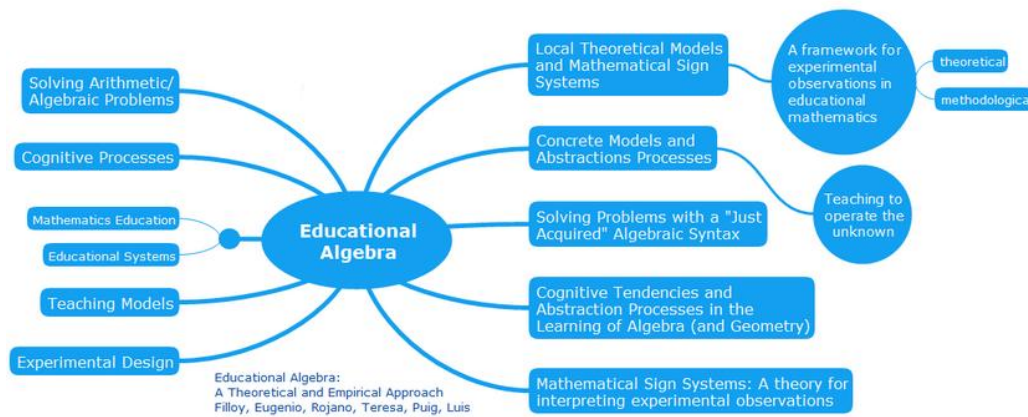 Solving Arithmetic/
Algebraic Problems
Cognitive Processes
Mathematics Education
Educational Systems
Teaching Models
Experimental Design
Educational
Algebra
Local Theoretical Models
and Mathematical Sign
Systems
A framework for
experimental
observations in
educational
mathematics
theoretical
methodological
Concrete Models and
Abstractions Processes
Teaching to
operate the
unknown
Solving Problems with a "Just
Acquired" Algebraic Syntax
Cognitive Tendencies and
Abstraction Processes in the
Learning of Algebra (and Geometry)
Mathematical Sign Systems: A theory for
interpreting experimental observations
Educational Algebra:
A Theoretical and Empirical Approach
Filloy, Eugenio, Rojano, Teresa, Puig, Luis